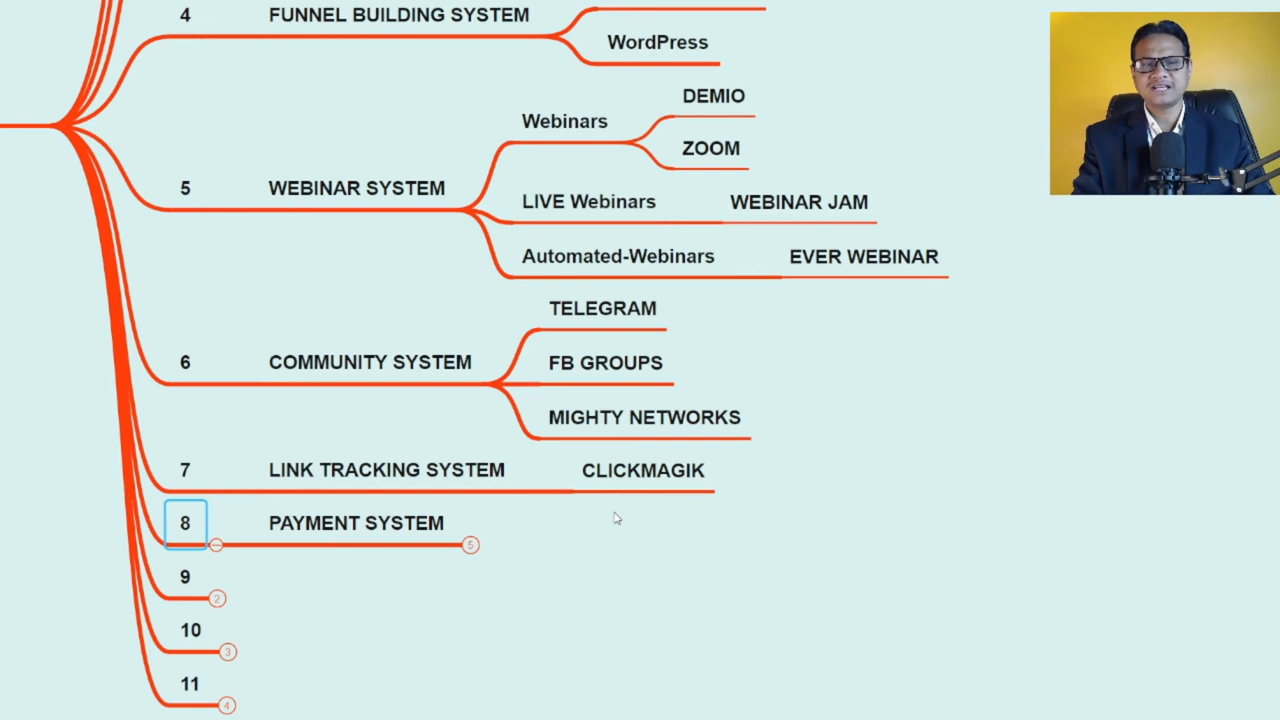 4 FUNNEL BUILDING SYSTEM
WordPress
DEMIO
Webinars
ZOOM
5 WEBINAR SYSTEM
LIVE Webinars WEBINAR JAM
Automated-Webinars EVER WEBINAR
TELEGRAM
6 COMMUNITY SYSTEM FB GROUPS
MIGHTY NETWORKS
7 LINK TRACKING SYSTEM CLICKMAGIK
8 PAYMENT SYSTEM
5
9
2
10
3
11
4